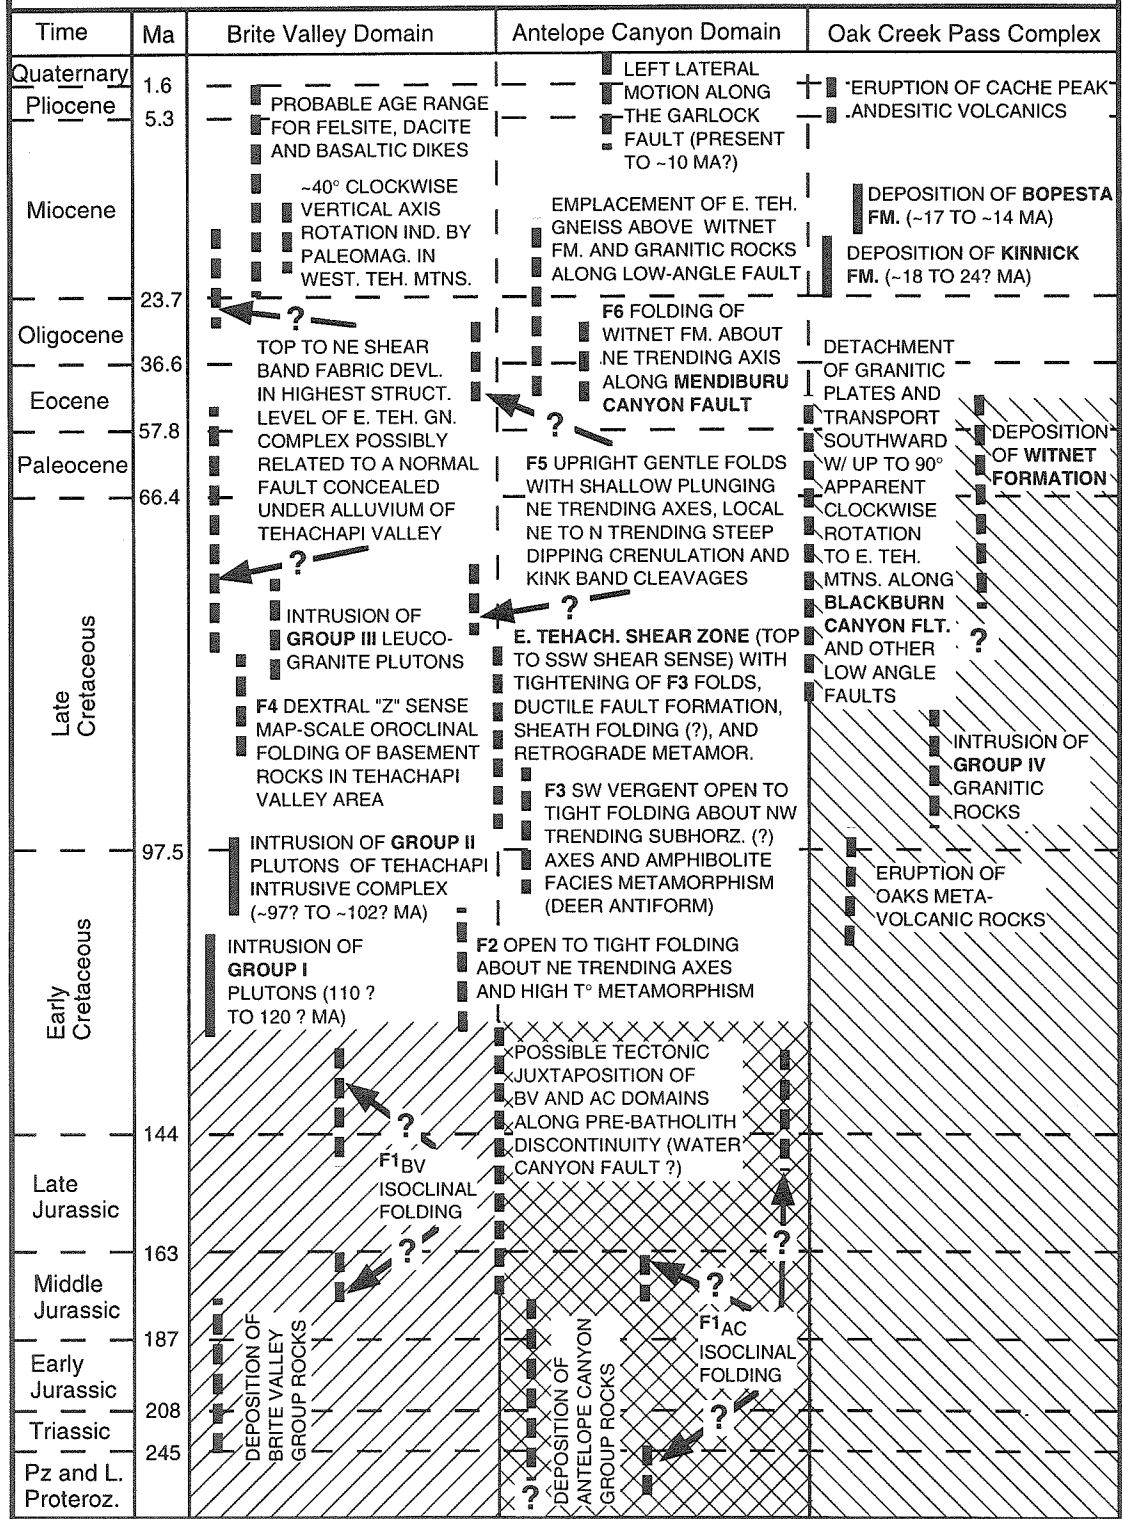 Time
Ma
Brite Valley Domain
Antelope Canyon Domain
Oak Creek Pass Complex
Quaternary
1.6
Pliocene
5.3
Miocene
23.7
Oligocene
36.6
Eocene
57.8
Paleocene
66.4
Late
Cretaceous
97.5
Early
Cretaceous
144
Late
Jurassic
163
Middle
Jurassic
187
Early
Jurassic
208
Triassic
245
Pz and L.
Proteroz.
PROBABLE AGE RANGE
FOR FELSITE, DACITE
AND BASALTIC DIKES
~40° CLOCKWISE
VERTICAL AXIS
ROTATION IND. BY
PALEOMAG. IN
WEST. TEH. MTNS.
?
TOP TO NE SHEAR
BAND FABRIC DEVL.
IN HIGHEST STRUCT.
LEVEL OF E. TEH. GN.
COMPLEX POSSIBLY
RELATED TO A NORMAL
FAULT CONCEALED
UNDER ALLUVIUM OF
TEHACHAPI VALLEY
?
INTRUSION OF
GROUP III LEUCO-
GRANITE PLUTONS
F4 DEXTRAL "Z" SENSE
MAP-SCALE OROCLINAL
FOLDING OF BASEMENT
ROCKS IN TEHACHAPI
VALLEY AREA
INTRUSION OF GROUP II
PLUTONS OF TEHACHAPI
INTRUSIVE COMPLEX
(~97? TO ~102? MA)
INTRUSION OF
GROUP I
PLUTONS (110 ?
TO 120 ? MA)
?
F1BV
ISOCLINAL
FOLDING
?
DEPOSITION OF
BRITE VALLEY
GROUP ROCKS
LEFT LATERAL
MOTION ALONG
THE GARLOCK
FAULT (PRESENT
TO ~10 MA?)
EMPLACEMENT OF E. TEH.
GNEISS ABOVE WITNET
FM. AND GRANITIC ROCKS
ALONG LOW-ANGLE FAULT
F6 FOLDING OF
WITNET FM. ABOUT
NE TRENDING AXIS
ALONG MENDIBURU
CANYON FAULT
?
F5 UPRIGHT GENTLE FOLDS
WITH SHALLOW PLUNGING
NE TRENDING AXES, LOCAL
NE TO N TRENDING STEEP
DIPPING CRENULATION AND
KINK BAND CLEAVAGES
?
E. TEHACH. SHEAR ZONE (TOP
TO SSW SHEAR SENSE) WITH
TIGHTENING OF F3 FOLDS,
DUCTILE FAULT FORMATION,
SHEATH FOLDING (?), AND
RETROGRADE METAMOR.
F3 SW VERGENT OPEN TO
TIGHT FOLDING ABOUT NW
TRENDING SUBHORZ. (?)
AXES AND AMPHIBOLITE
FACIES METAMORPHISM
(DEER ANTIFORM)
F2 OPEN TO TIGHT FOLDING
ABOUT NE TRENDING AXES
AND HIGH T° METAMORPHISM
POSSIBLE TECTONIC
JUXTAPOSITION OF
BV AND AC DOMAINS
ALONG PRE-BATHOLITH
DISCONTINUITY (WATER
CANYON FAULT ?)
?
?
F1AC
ISOCLINAL
FOLDING
?
?
DEPOSITION OF
ANTELOPE CANYON
GROUP ROCKS
ERUPTION OF CACHE PEAK
ANDESITIC VOLCANICS
DEPOSITION OF BOPESTA
FM. (~17 TO ~14 MA)
DEPOSITION OF KINNICK
FM. (~18 TO 24? MA)
DETACHMENT
OF GRANITIC
PLATES AND
TRANSPORT
SOUTHWARD
W/ UP TO 90°
APPARENT
CLOCKWISE
ROTATION
TO E. TEH.
MTNS. ALONG
BLACKBURN
CANYON FLT.
AND OTHER
LOW ANGLE
FAULTS
DEPOSITION
OF WITNET
FORMATION
?
INTRUSION OF
GROUP IV
GRANITIC
ROCKS
ERUPTION OF
OAKS META-
VOLCANIC ROCKS